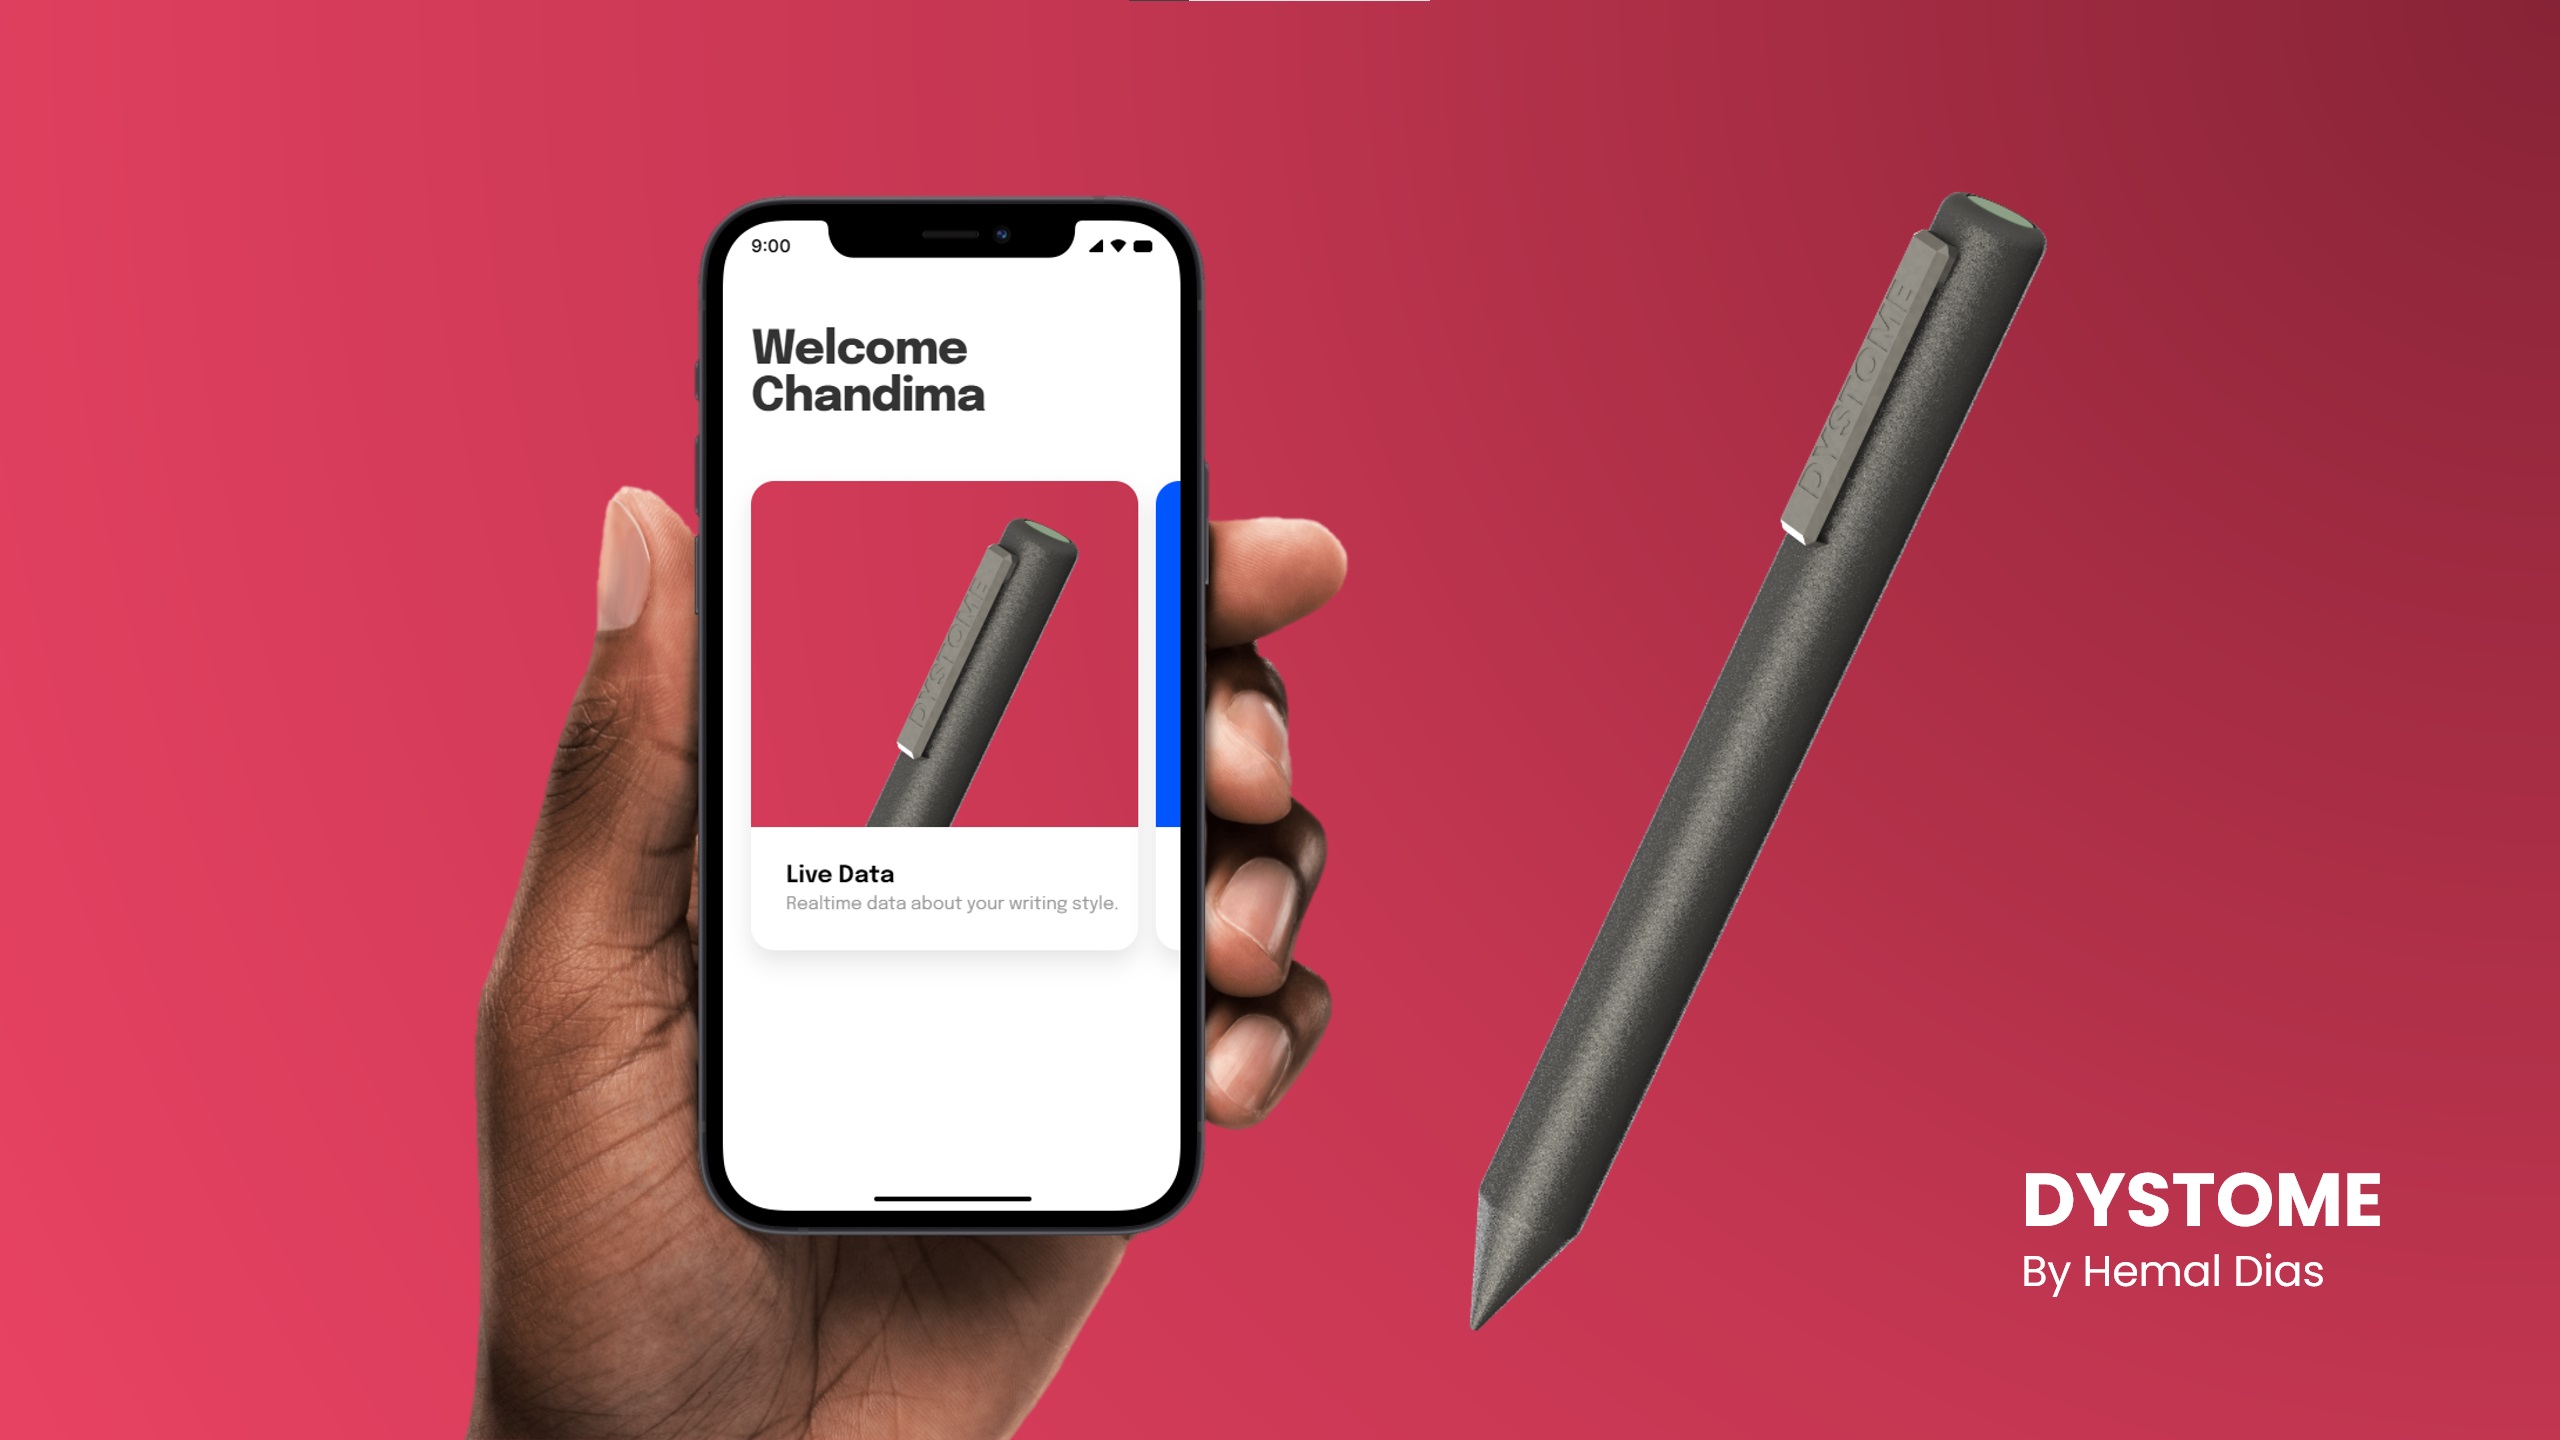 9:00
Welcome
Chandima
DYSTOME
Live Data
Realtime data about your writing style.
DYSTOME
DYSTOME
By Hemal Dias